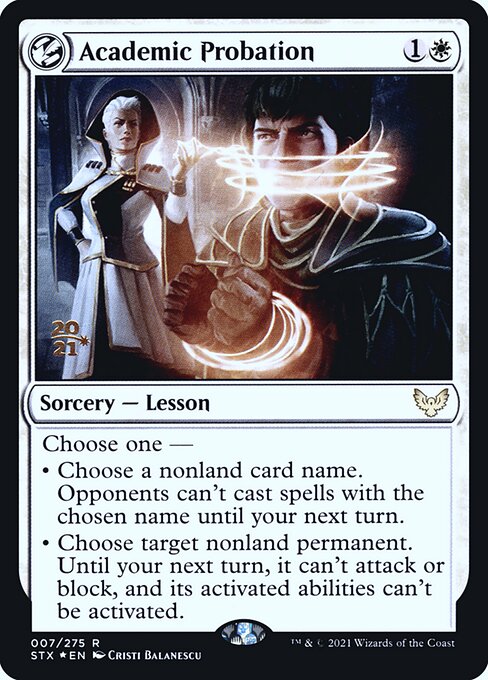 Academic Probation 1
20
21
Sorcery — Lesson
Choose one —
• Choose a nonland card name.
Opponents can't cast spells with the
chosen name until your next turn.
• Choose target nonland permanent.
Until your next turn, it can't attack or
block, and its activated abilities can't
be activated.
007/275 R
STX ★ EN Cristi Balanescu
™ & © 2021 Wizards of the Coast